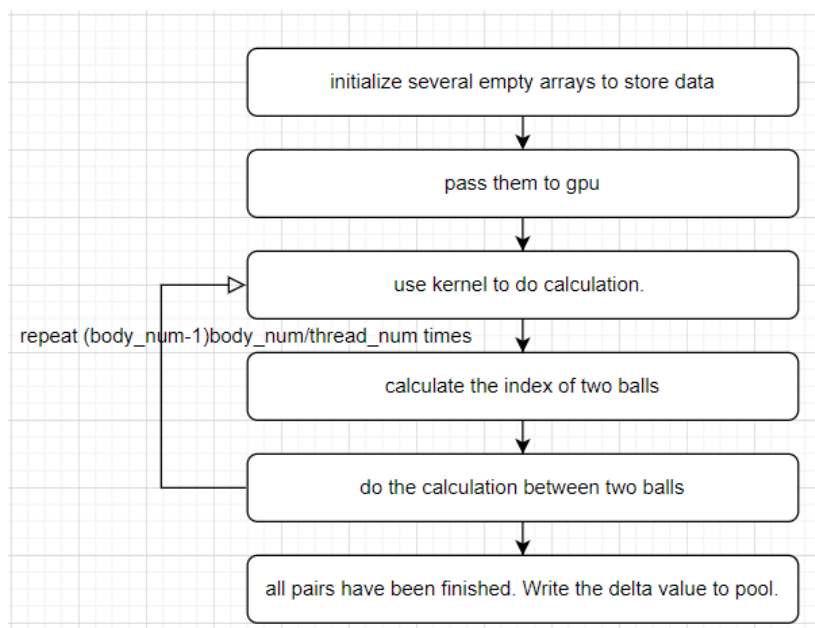 initialize several empty arrays to store data
pass them to gpu
use kernel to do calculation.
repeat (body_num-1)body_num/thread_num times
calculate the index of two balls
do the calculation between two balls
all pairs have been finished. Write the delta value to pool.